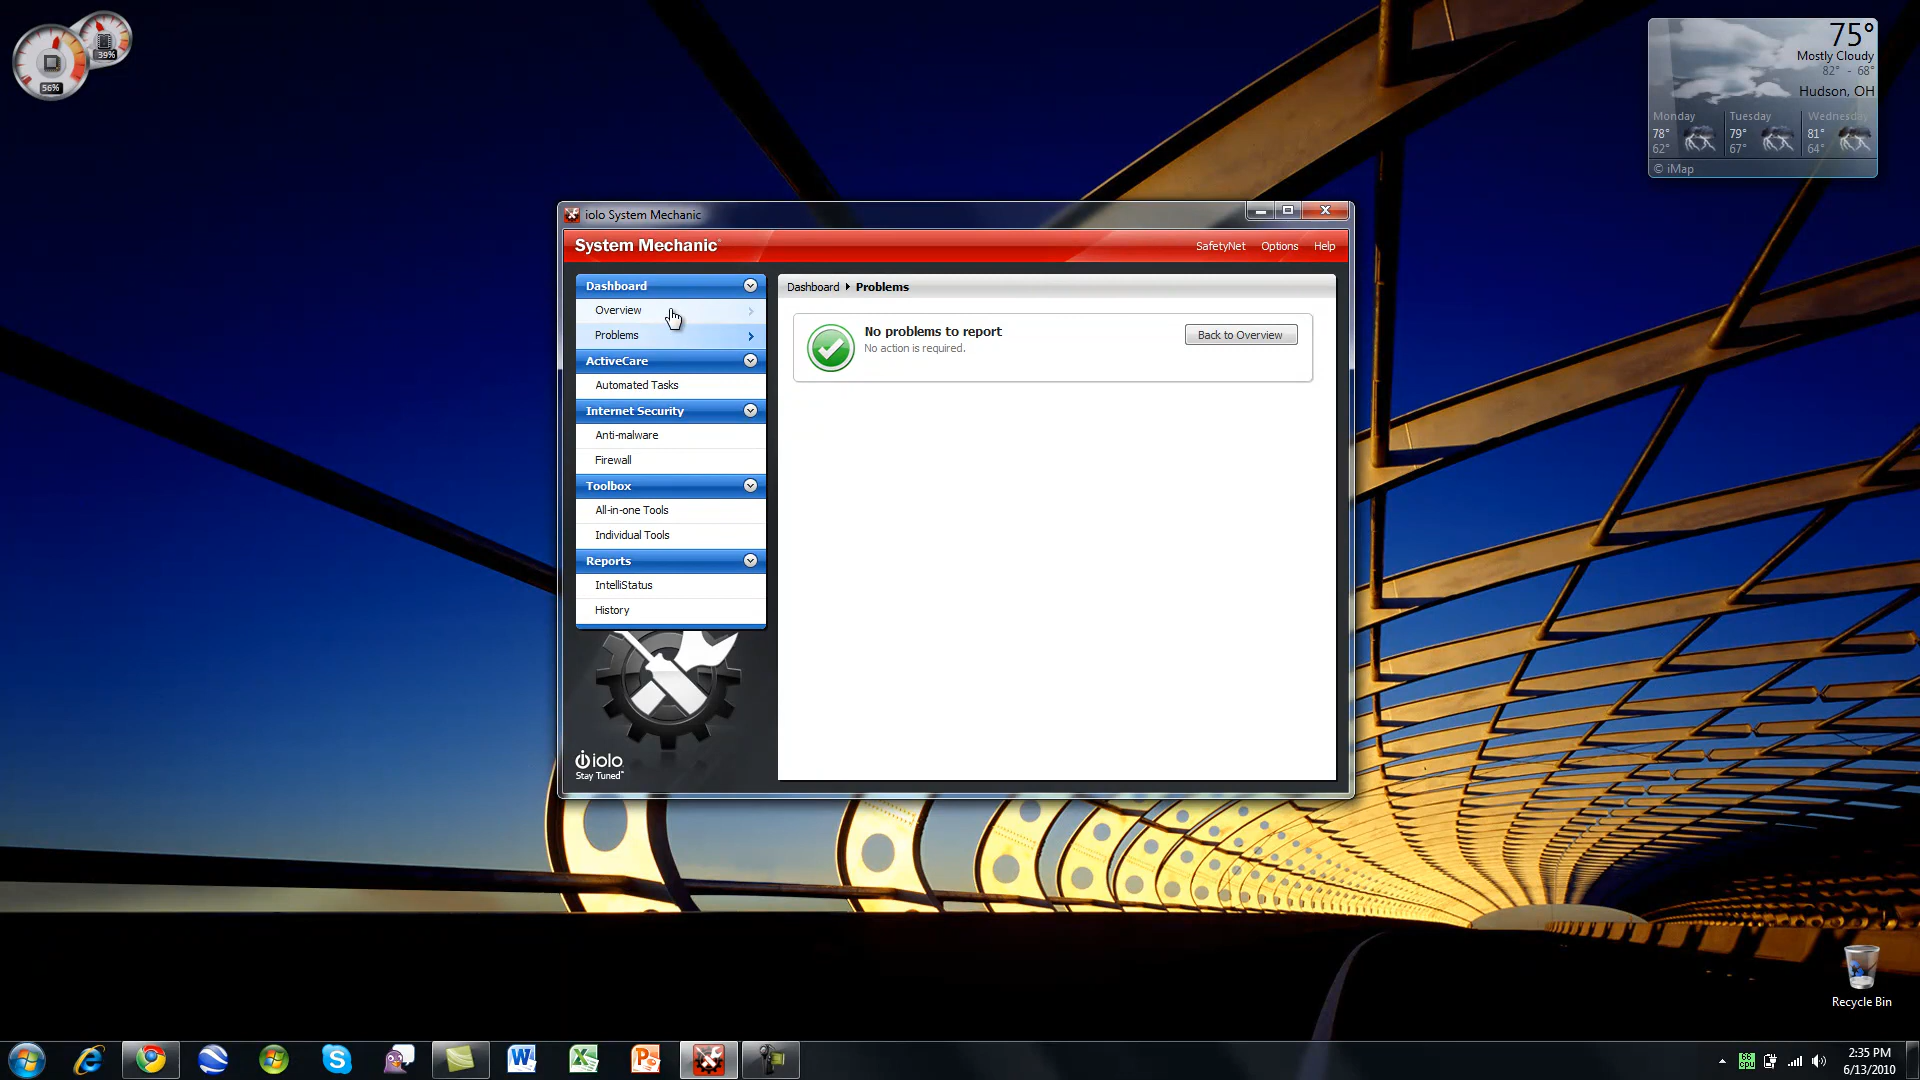 39%
56%
75°
Mostly Cloudy
82° - 68°
Hudson, OH
Monday
Tuesday
Wednesday
78°
62°
79°
67°
81°
64°
© iMap
iolo System Mechanic
System Mechanic
SafetyNet
Options
Help
Dashboard
Overview
Problems
ActiveCare
Automated Tasks
Internet Security
Anti-malware
Firewall
Toolbox
All-in-one Tools
Individual Tools
Reports
IntelliStatus
History
iolo
Stay Tuned™
Dashboard
Problems
No problems to report
No action is required.
Back to Overview
Recycle Bin
2:35 PM
6/13/2010